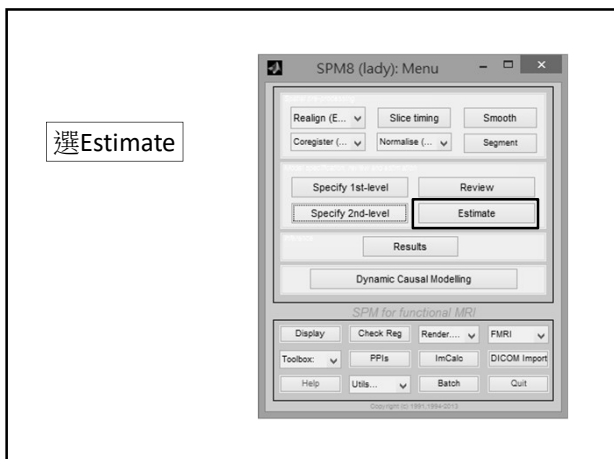 選Estimate
SPM8 (lady): Menu
Realign (E... Slice timing Smooth
Coregister (... Normalise (... Segment
Specify 1st-level Review
Specify 2nd-level Estimate
Results
Dynamic Causal Modelling
SPM for functional MRI
Display Check Reg Render.... FMRI
Toolbox: PPIs ImCalc DICOM Import
Help Utils... Batch Quit
Copyright (c) 1991,1994-2013